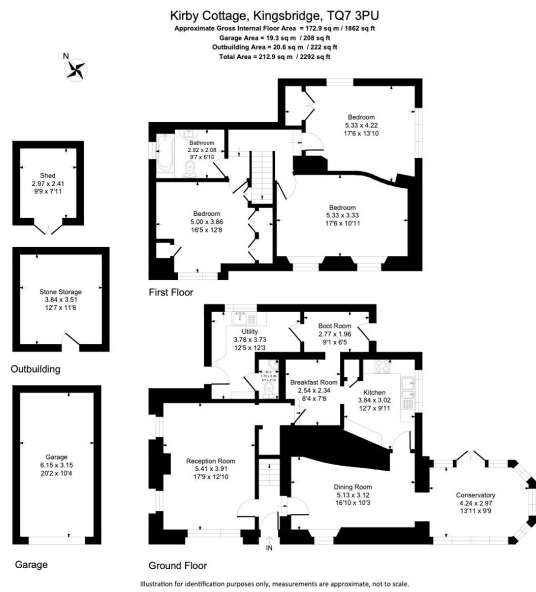 Kirby Cottage, Kingsbridge, TQ7 3PU
Approximate Gross Internal Floor Area = 172.9 sq m / 1862 sq ft
Garage Area = 19.3 sq m / 208 sq ft
Outbuilding Area = 20.6 sq m / 222 sq ft
Total Area = 212.9 sq m / 2292 sq ft
N
Bedroom
5.33 x 4.22
17'6 x 13'10
Bathroom
2.92 x 2.08
9'7 x 6'10
Shed
2.97 x 2.41
9'9 x 7'11
Bedroom
5.00 x 3.86
16'5 x 12'8
Bedroom
5.33 x 3.33
17'6 x 10'11
First Floor
Stone Storage
3.84 x 3.51
12'7 x 11'6
Outbuilding
Utility
3.78 x 3.73
12'5 x 12'3
Boot Room
2.77 x 1.96
9'1 x 6'5
Breakfast Room
2.54 x 2.34
8'4 x 7'8
Kitchen
3.84 x 3.02
12'7 x 9'11
Garage
6.15 x 3.15
20'2 x 10'4
Reception Room
5.41 x 3.91
17'9 x 12'10
Dining Room
5.13 x 3.12
16'10 x 10'3
Conservatory
4.24 x 2.97
13'11 x 9'9
IN
Garage
Ground Floor
Illustration for identification purposes only, measurements are approximate, not to scale.